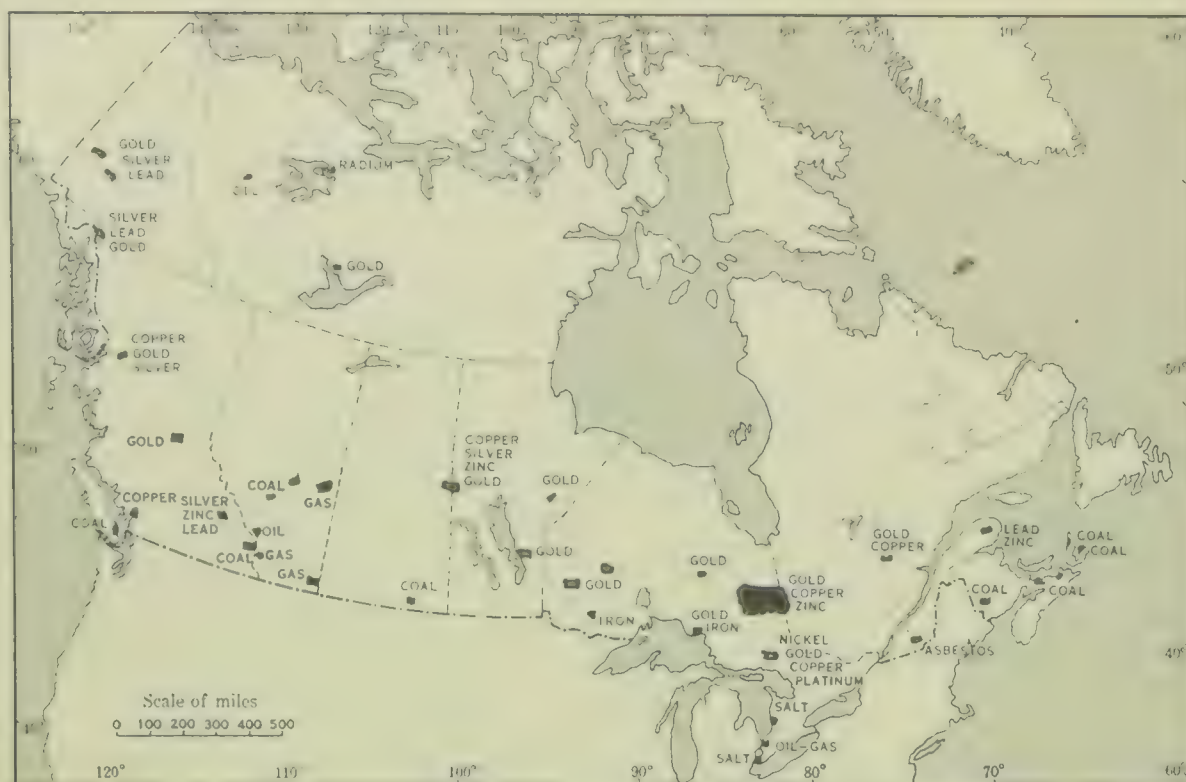 GOLD
SILVER
LEAD
RADIUM
SILVER
LEAD
GOLD
GOLD
COPPER
GOLD
SILVER
50°
GOLD
COPPER
SILVER
ZINC
GOLD
GOLD
COAL
GAS
COPPER
SILVER
ZINC
LEAD
COAL
OIL
COAL
GAS
GAS
COAL
GOLD
GOLD
GOLD
IRON
GOLD
IRON
GOLD
COPPER
ZINC
GOLD
COPPER
LEAD
ZINC
COAL
COAL
COAL
COAL
ASBESTOS
NICKEL
GOLD
COPPER
PLATINUM
40°
SALT
OIL-GAS
SALT
Scale of miles
0 100 200 300 400 500
120° 110° 100° 90° 80° 70° 60°